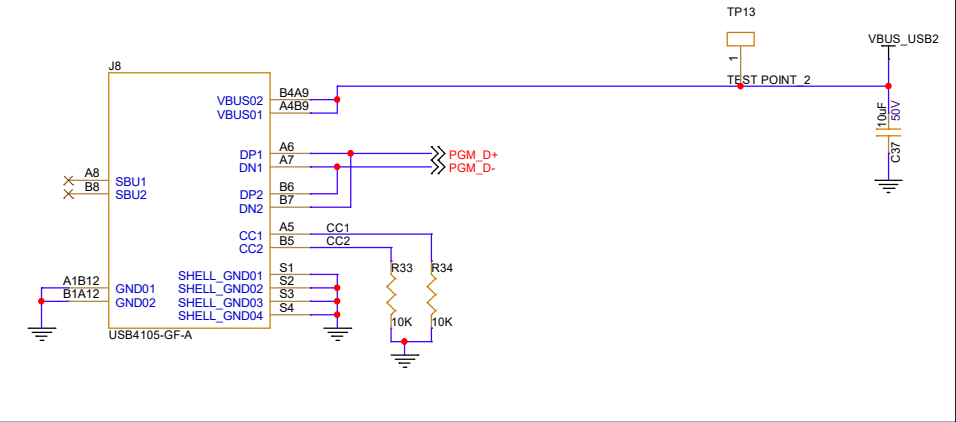 TP13
VBUS_USB2
1
TEST POINT_2
J8
VBUS02
B4A9
VBUS01
A4B9
10uF
50V
C37
DP1
A6
PGM_D+
DN1
A7
PGM_D-
A8
SBU1
B8
SBU2
DP2
B6
DN2
B7
CC1
A5
CC1
CC2
B5
CC2
R33
R34
10K
10K
A1B12
GND01
B1A12
GND02
SHELL_GND01
S1
SHELL_GND02
S2
SHELL_GND03
S3
SHELL_GND04
S4
USB4105-GF-A